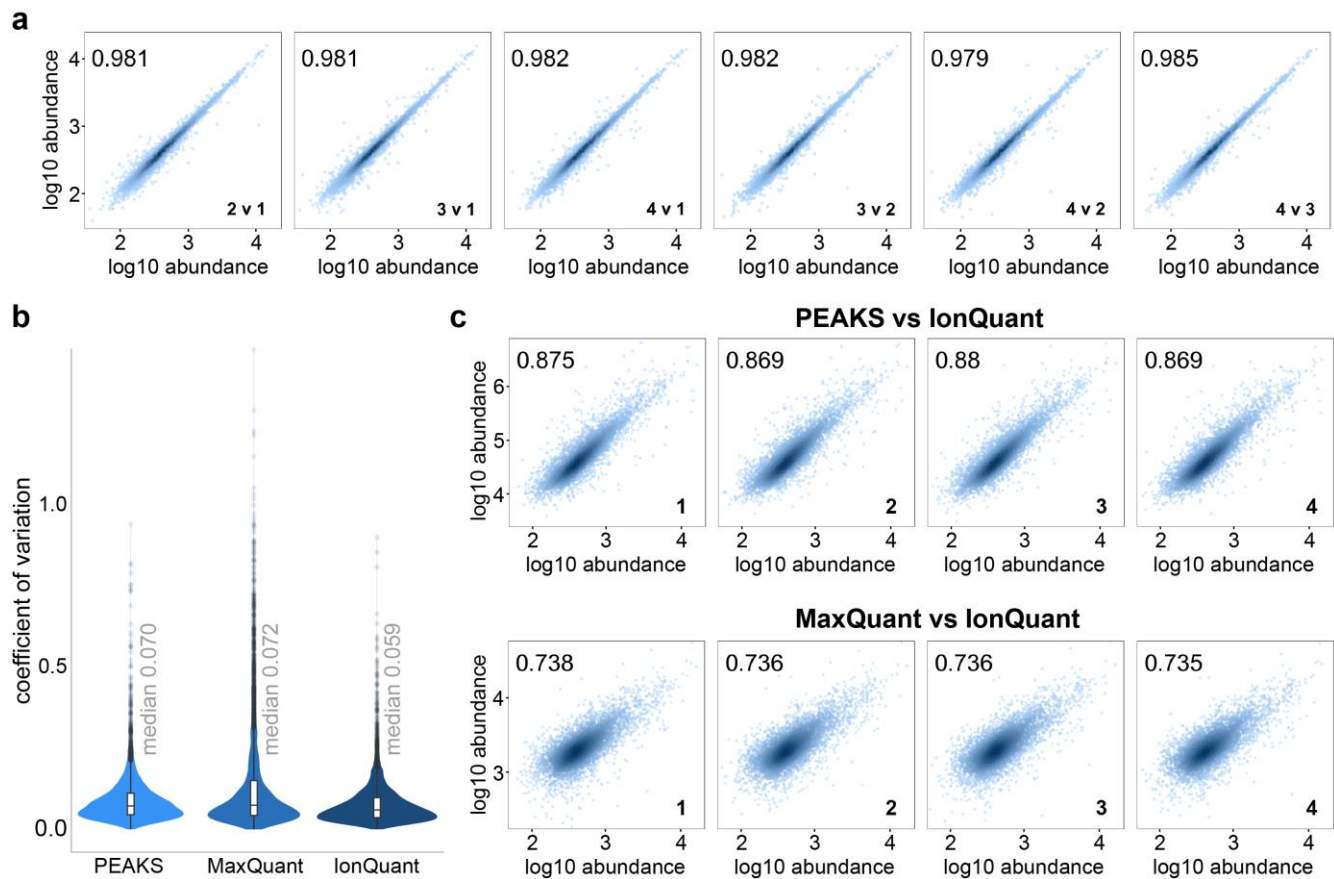 a
log10 abundance
4
3
2
0.981
2 v 1
2 3 4
log10 abundance
0.981
3 v 1
2 3 4
log10 abundance
0.982
4 v 1
2 3 4
log10 abundance
0.982
3 v 2
2 3 4
log10 abundance
0.979
4 v 2
2 3 4
log10 abundance
0.985
4 v 3
2 3 4
log10 abundance
b
coefficient of variation
1.0
0.5
0.0
median 0.070
median 0.072
median 0.059
PEAKS MaxQuant IonQuant
c
PEAKS vs IonQuant
log10 abundance
6
5
4
0.875
1
2 3 4
log10 abundance
0.869
2
2 3 4
log10 abundance
0.88
3
2 3 4
log10 abundance
0.869
4
2 3 4
log10 abundance
MaxQuant vs IonQuant
log10 abundance
4
3
0.738
1
2 3 4
log10 abundance
0.736
2
2 3 4
log10 abundance
0.736
3
2 3 4
log10 abundance
0.735
4
2 3 4
log10 abundance